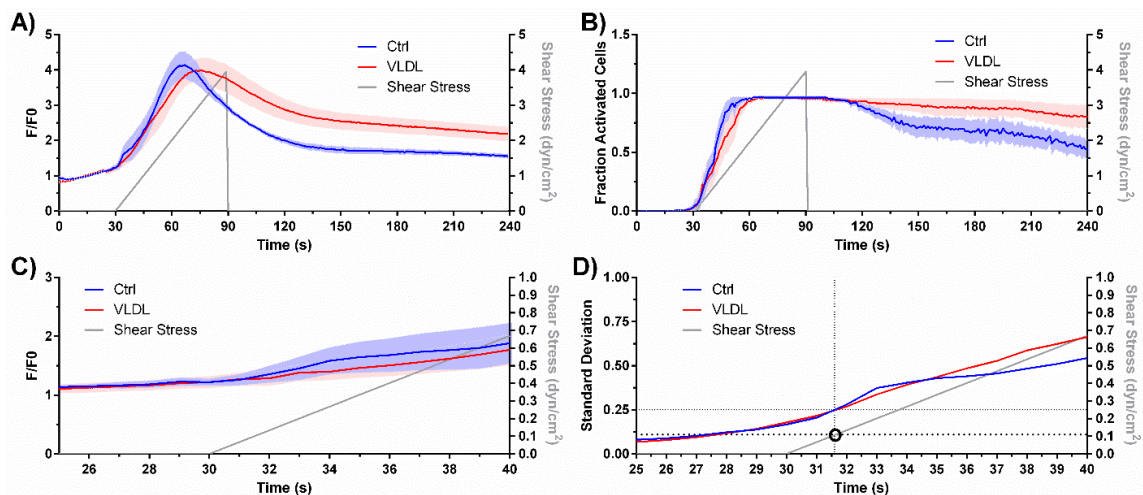 A)
Ctrl
VLDL
Shear Stress
F/F0
0 1 2 3 4 5
0 30 60 90 120 150 180 210 240
Time (s)
0 1 2 3 4 5
Shear Stress (dyn/cm²)
B)
Ctrl
VLDL
Shear Stress
Fraction Activated Cells
0.0 0.5 1.0 1.5
0 30 60 90 120 150 180 210 240
Time (s)
0 1 2 3 4 5
Shear Stress (dyn/cm²)
C)
Ctrl
VLDL
Shear Stress
F/F0
0 1 2 3
26 28 30 32 34 36 38 40
Time (s)
0.0 0.1 0.2 0.3 0.4 0.5 0.6 0.7 0.8 0.9 1.0
Shear Stress (dyn/cm²)
D)
Ctrl
VLDL
Shear Stress
Standard Deviation
0.00 0.25 0.50 0.75 1.00
25 26 27 28 29 30 31 32 33 34 35 36 37 38 39 40
Time (s)
0.0 0.1 0.2 0.3 0.4 0.5 0.6 0.7 0.8 0.9 1.0
Shear Stress (dyn/cm²)